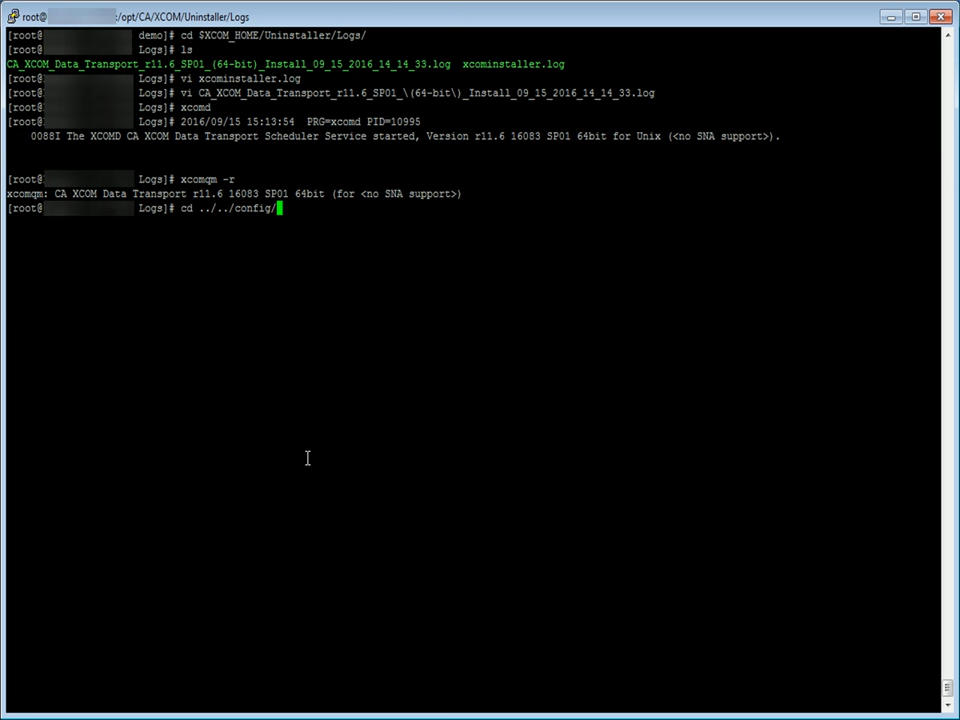 root@ :/opt/CA/XCOM/Uninstaller/Logs
[root@ demo]# cd $XCOM_HOME/Uninstaller/Logs/
[root@ Logs]# ls
CA_XCOM_Data_Transport_r11.6_SP01_(64-bit)_Install_09_15_2016_14_14_33.log xcominstaller.log
[root@ Logs]# vi xcominstaller.log
[root@ Logs]# vi CA_XCOM_Data_Transport_r11.6_SP01_\(64-bit\)_Install_09_15_2016_14_14_33.log
[root@ Logs]# xcomd
[root@ Logs]# 2016/09/15 15:13:54 PRG=xcomd PID=10995
0088I The XCOMD CA XCOM Data Transport Scheduler Service started, Version r11.6 16083 SP01 64bit for Unix (<no SNA support>).
[root@ Logs]# xcomqm -r
xcomqm: CA XCOM Data Transport r11.6 16083 SP01 64bit (for <no SNA support>)
[root@ Logs]# cd ../../config/